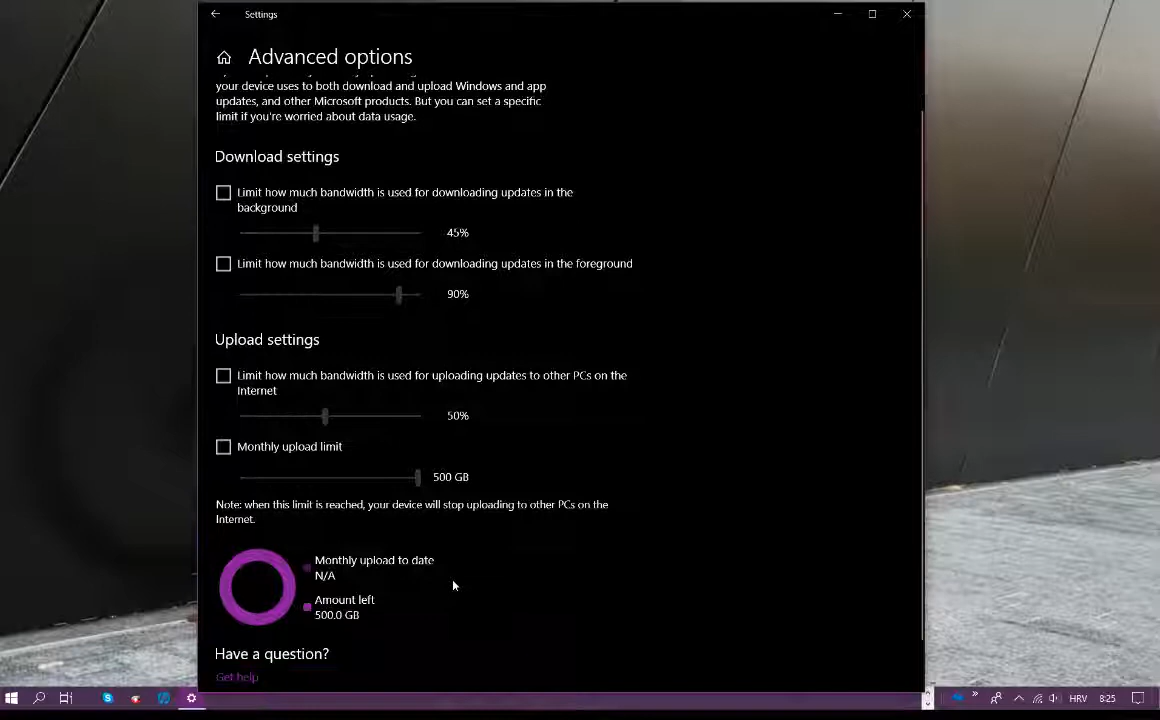 Settings
Advanced options
your device uses to both download and upload Windows and app
updates, and other Microsoft products. But you can set a specific
limit if you're worried about data usage.
Download settings
Limit how much bandwidth is used for downloading updates in the
background
45%
Limit how much bandwidth is used for downloading updates in the foreground
90%
Upload settings
Limit how much bandwidth is used for uploading updates to other PCs on the
Internet
50%
Monthly upload limit
500 GB
Note: when this limit is reached, your device will stop uploading to other PCs on the
Internet.
Monthly upload to date
N/A
Amount left
500.0 GB
Have a question?
Get help
HRV
8:25